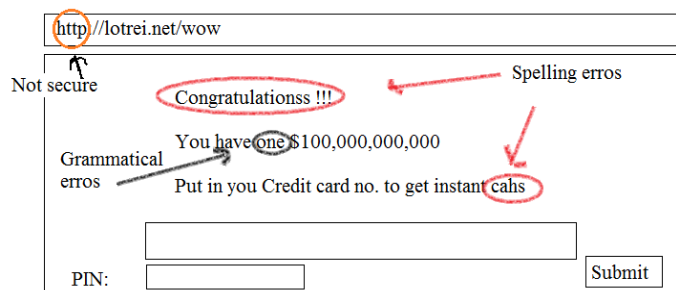 http://lotrei.net/wow
Not secure
Spelling erros
Congratulationss !!!
You have one $100,000,000,000
Grammatical
erros
Put in you Credit card no. to get instant cahs
PIN:
Submit